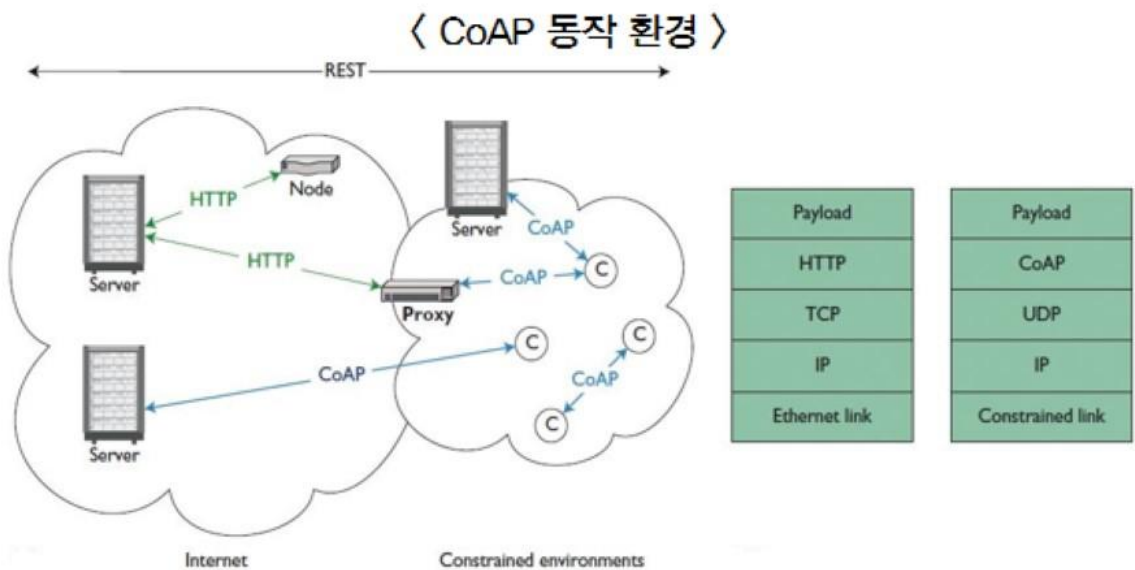 < CoAP 동작 환경 >
REST
HTTP
Node
Server
HTTP
Proxy
Server
CoAP
CoAP
C
C
C
CoAP
C
CoAP
Server
Internet
Constrained environments
Payload
HTTP
TCP
IP
Ethernet link
Payload
CoAP
UDP
IP
Constrained link